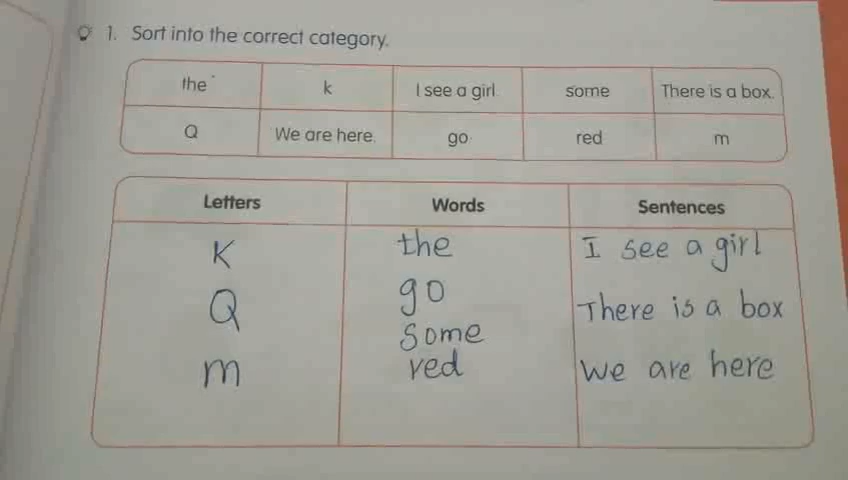 1. Sort into the correct category.
the k I see a girl. some There is a box.
Q We are here. go red m
Letters Words Sentences
K the I see a girl
Q go There is a box
some
m red We are here